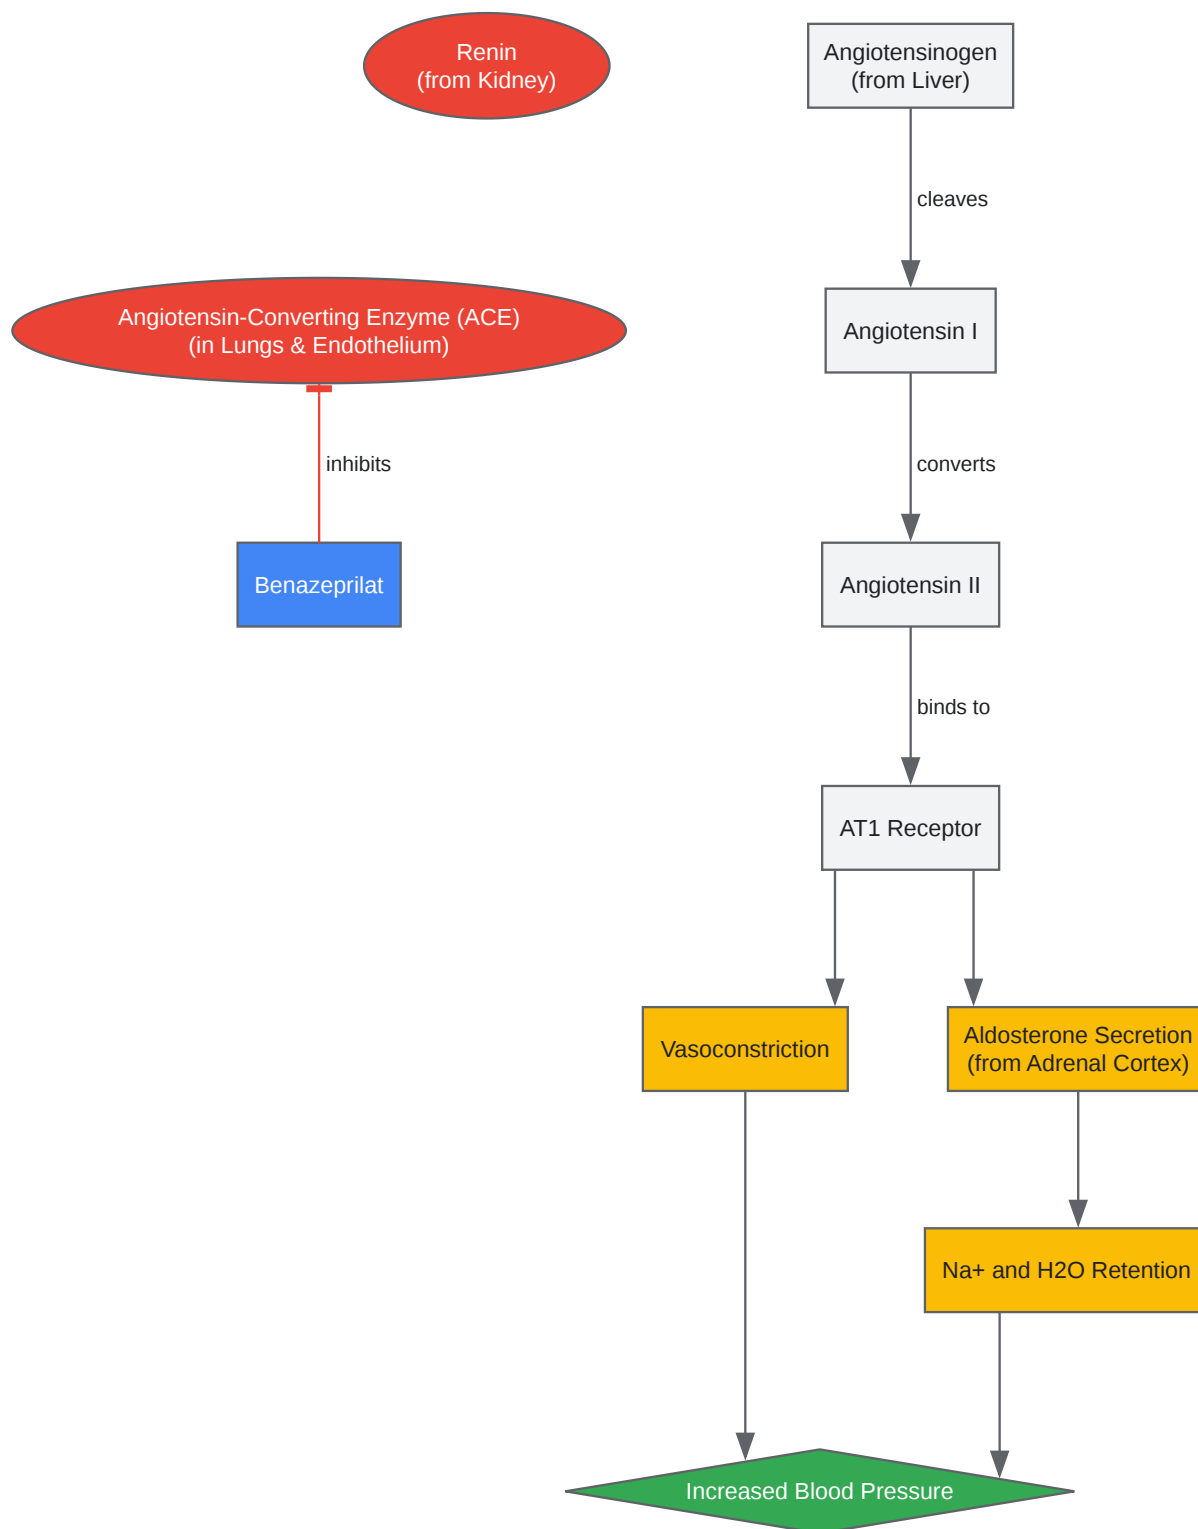 Renin
(from Kidney)
Angiotensinogen
(from Liver)
cleaves
Angiotensin-Converting Enzyme (ACE)
(in Lungs & Endothelium)
Angiotensin I
inhibits
converts
Benazeprilat
Angiotensin II
binds to
AT1 Receptor
Vasoconstriction
Aldosterone Secretion
(from Adrenal Cortex)
Na+ and H2O Retention
Increased Blood Pressure